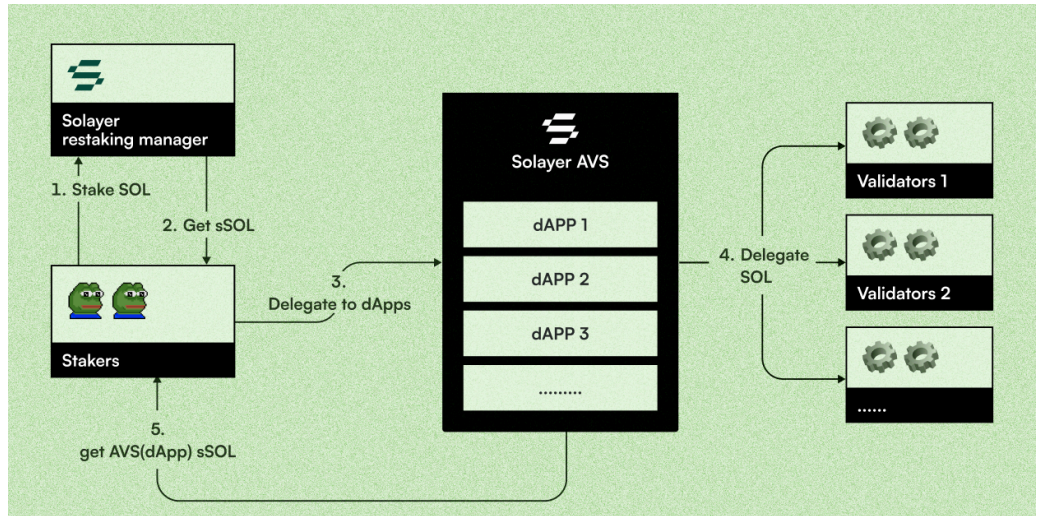 Solayer
restaking manager
1. Stake SOL
2. Get sSOL
Stakers
3.
Delegate to dApps
Solayer AVS
dAPP 1
dAPP 2
dAPP 3
.........
4. Delegate
SOL
Validators 1
Validators 2
......
5.
get AVS(dApp) sSOL